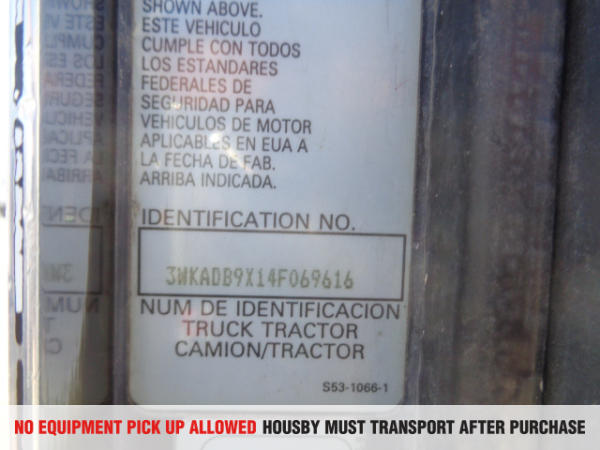 SHOWN ABOVE.
ESTE VEHICULO
CUMPLE CON TODOS
LOS ESTANDARES
FEDERALES DE
SEGURIDAD PARA
VEHICULOS DE MOTOR
APLICABLES EN EUA A
LA FECHA DE FAB.
ARRIBA INDICADA.
IDENTIFICATION NO.
3WKADB9X14F069616
NUM DE IDENTIFICACION
TRUCK TRACTOR
CAMION/TRACTOR
S53-1066-1
NO EQUIPMENT PICK UP ALLOWED HOUSBY MUST TRANSPORT AFTER PURCHASE